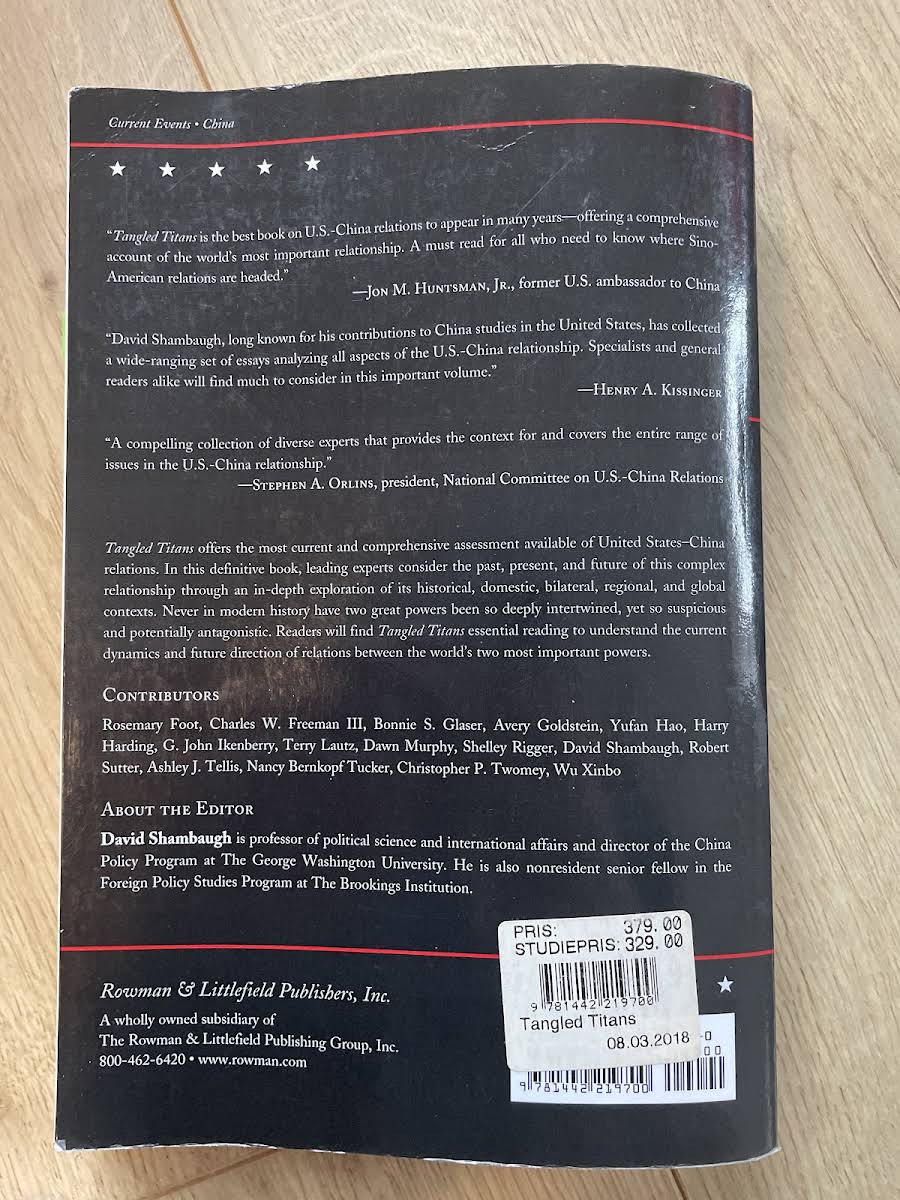 Current Events • China
“Tangled Titans is the best book on U.S.-China relations to appear in many years—offering a comprehensive
account of the world’s most important relationship. A must read for all who need to know where Sino-
American relations are headed.”
—Jon M. Huntsman, Jr., former U.S. ambassador to China
“David Shambaugh, long known for his contributions to China studies in the United States, has collected
a wide-ranging set of essays analyzing all aspects of the U.S.-China relationship. Specialists and general
readers alike will find much to consider in this important volume.”
—Henry A. Kissinger
“A compelling collection of diverse experts that provides the context for and covers the entire range of
issues in the U.S.-China relationship.”
—Stephen A. Orlins, president, National Committee on U.S.-China Relations
Tangled Titans offers the most current and comprehensive assessment available of United States–China
relations. In this definitive book, leading experts consider the past, present, and future of this complex
relationship through an in-depth exploration of its historical, domestic, bilateral, regional, and global
contexts. Never in modern history have two great powers been so deeply intertwined, yet so suspicious
and potentially antagonistic. Readers will find Tangled Titans essential reading to understand the current
dynamics and future direction of relations between the world’s two most important powers.
Contributors
Rosemary Foot, Charles W. Freeman III, Bonnie S. Glaser, Avery Goldstein, Yufan Hao, Harry
Harding, G. John Ikenberry, Terry Lautz, Dawn Murphy, Shelley Rigger, David Shambaugh, Robert
Sutter, Ashley J. Tellis, Nancy Bernkopf Tucker, Christopher P. Twomey, Wu Xinbo
About the Editor
David Shambaugh is professor of political science and international affairs and director of the China
Policy Program at The George Washington University. He is also nonresident senior fellow in the
Foreign Policy Studies Program at The Brookings Institution.
Rowman & Littlefield Publishers, Inc.
A wholly owned subsidiary of
The Rowman & Littlefield Publishing Group, Inc.
800-462-6420 • www.rowman.com
PRIS: 379.00
STUDIEPRIS: 329.00
9 781442 219700
Tangled Titans
08.03.2018
-0
00
9 781442 219700